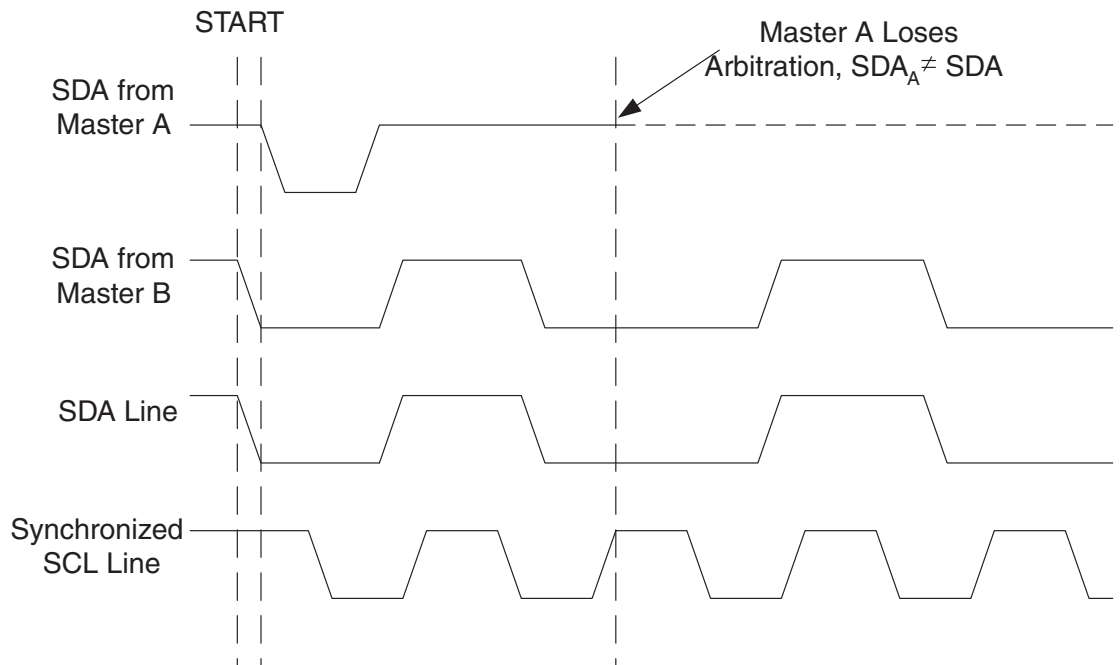 START
Master A Loses
Arbitration, SDA_A ≠ SDA
SDA from
Master A
SDA from
Master B
SDA Line
Synchronized
SCL Line